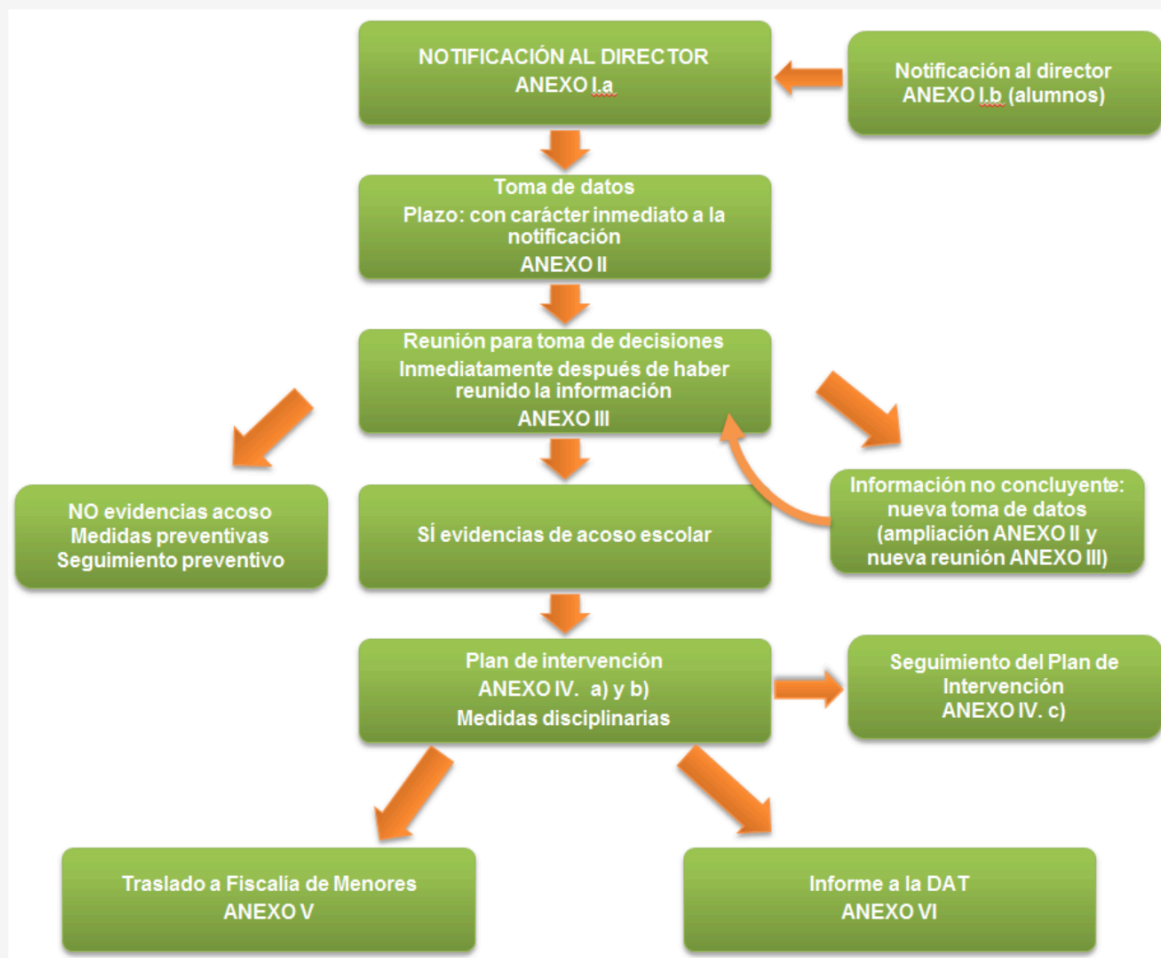 NOTIFICACIÓN AL DIRECTOR
ANEXO I.a
Notificación al director
ANEXO I.b (alumnos)
Toma de datos
Plazo: con carácter inmediato a la
notificación
ANEXO II
Reunión para toma de decisiones
Inmediatamente después de haber
reunido la información
ANEXO III
NO evidencias acoso
Medidas preventivas
Seguimiento preventivo
SÍ evidencias de acoso escolar
Información no concluyente:
nueva toma de datos
(ampliación ANEXO II y
nueva reunión ANEXO III)
Plan de intervención
ANEXO IV. a) y b)
Medidas disciplinarias
Seguimiento del Plan de
Intervención
ANEXO IV. c)
Traslado a Fiscalía de Menores
ANEXO V
Informe a la DAT
ANEXO VI